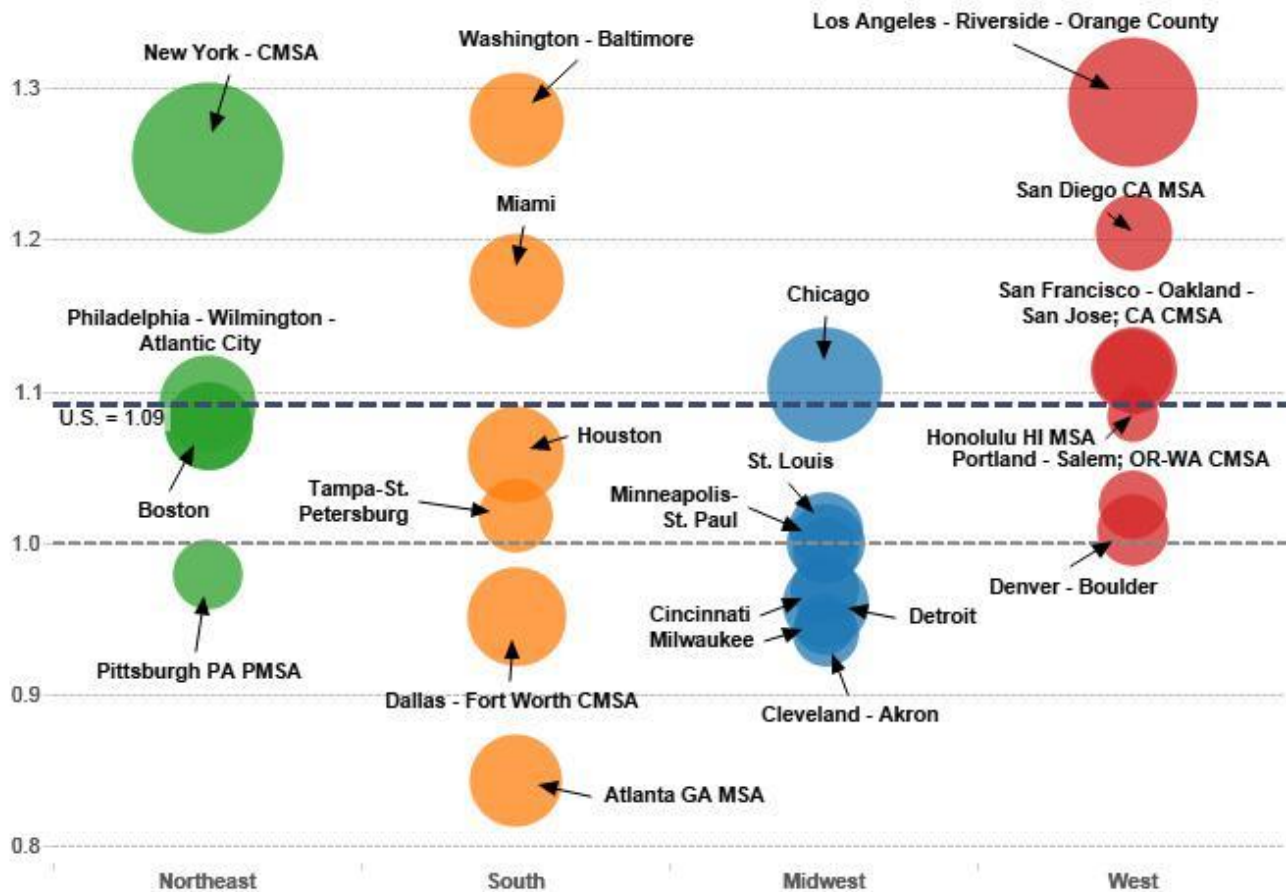 Los Angeles - Riverside - Orange County
New York - CMSA
Washington - Baltimore
1.3
San Diego CA MSA
Miami
1.2
Chicago
San Francisco - Oakland -
San Jose; CA CMSA
Philadelphia - Wilmington -
Atlantic City
1.1
U.S. = 1.09
Houston
Honolulu HI MSA
Portland - Salem; OR-WA CMSA
St. Louis
Tampa-St.
Petersburg
Minneapolis-
St. Paul
Boston
1.0
Denver - Boulder
Cincinnati
Detroit
Milwaukee
Pittsburgh PA PMSA
0.9
Dallas - Fort Worth CMSA
Cleveland - Akron
Atlanta GA MSA
0.8
Northeast
South
Midwest
West